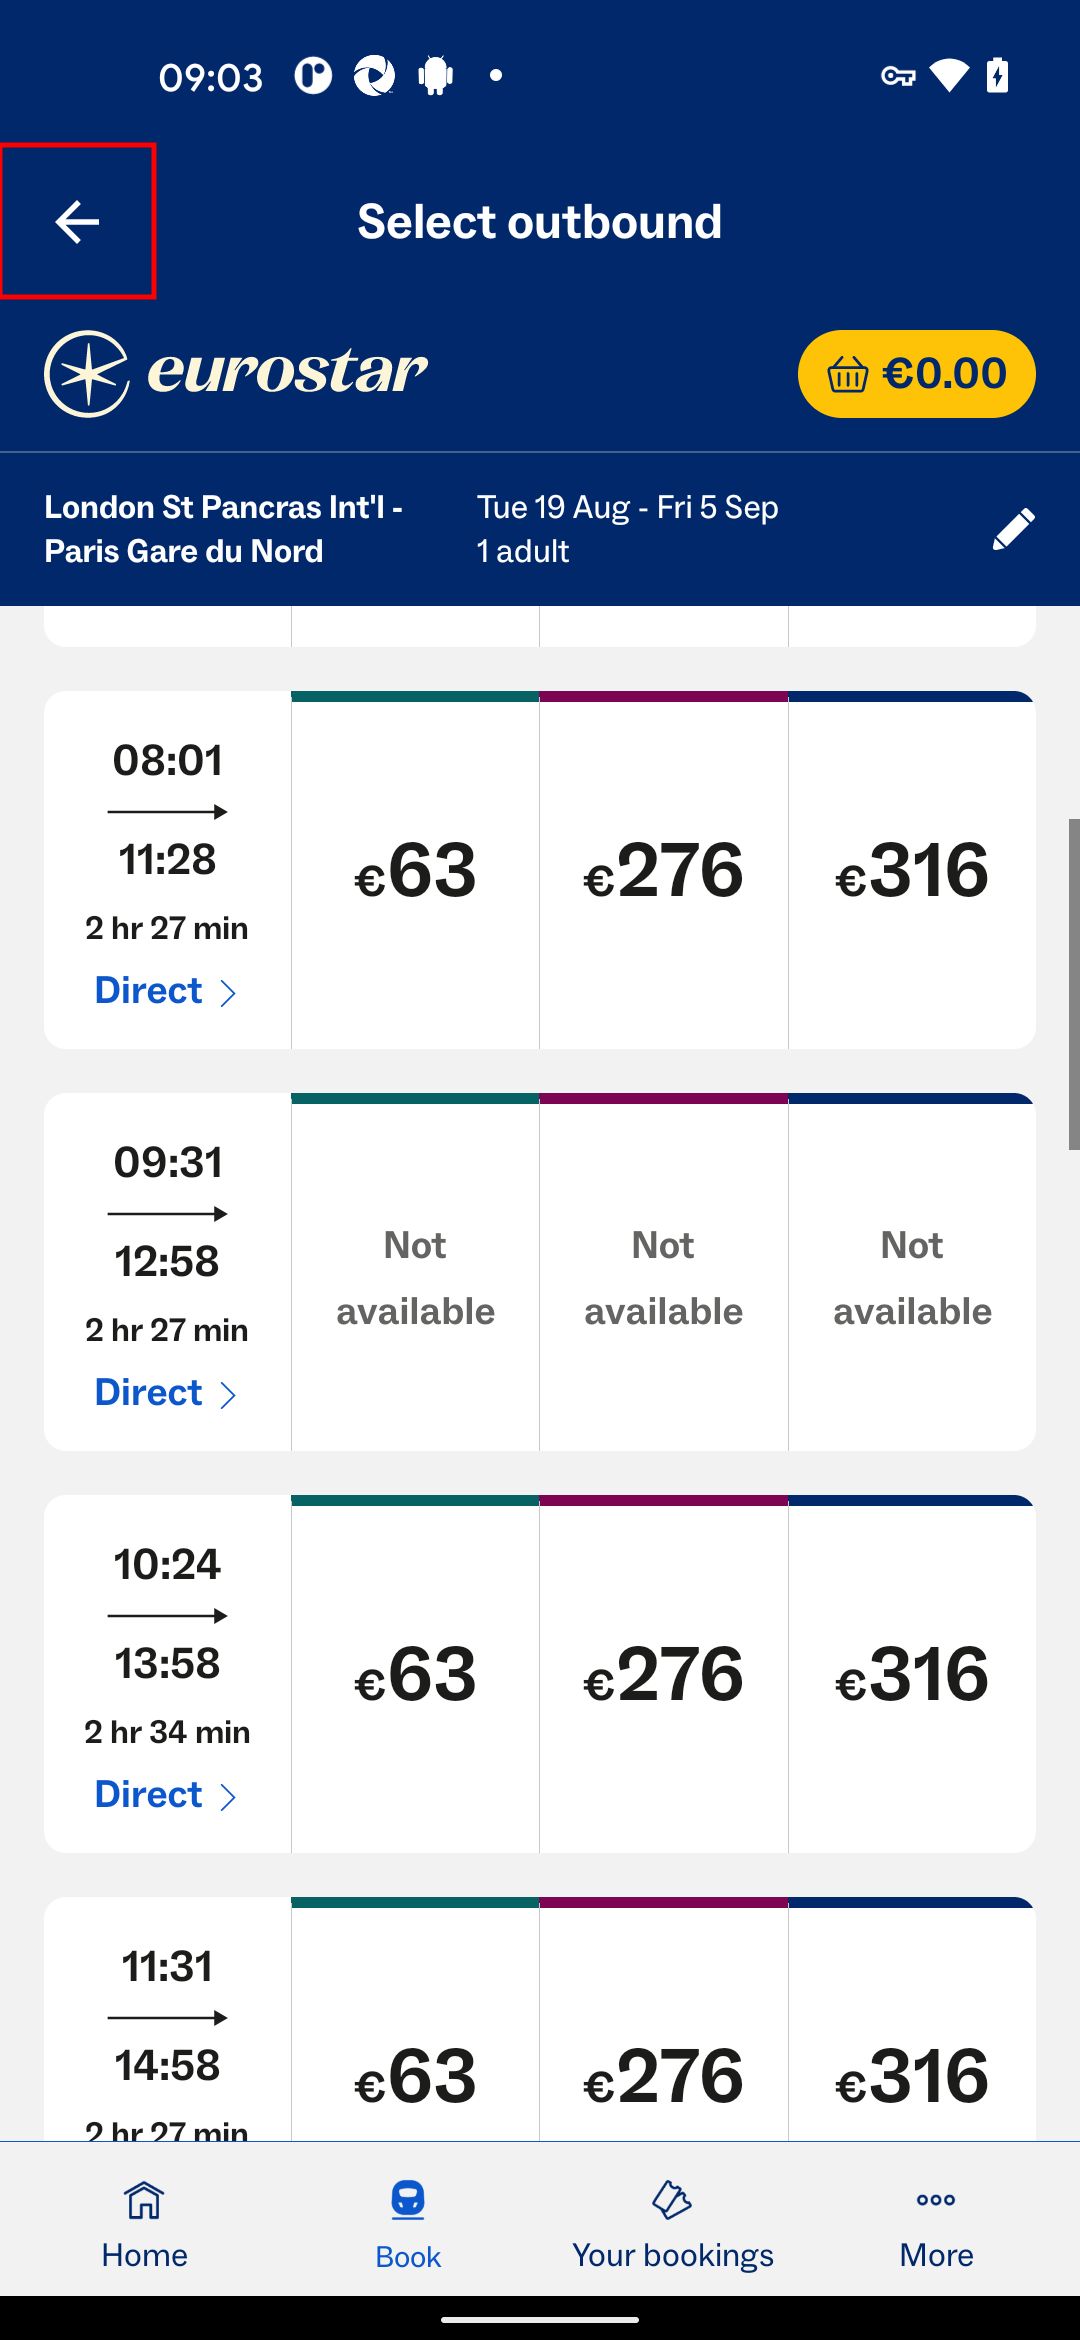 09:03
Select outbound
eurostar
€0.00
London St Pancras Int'l -
Paris Gare du Nord
Tue 19 Aug - Fri 5 Sep
1 adult
08:01
11:28
2 hr 27 min
Direct
€63
€276
€316
09:31
12:58
2 hr 27 min
Direct
Not
available
Not
available
Not
available
10:24
13:58
2 hr 34 min
Direct
€63
€276
€316
11:31
14:58
2 hr 27 min
€63
€276
€316
Home
Book
Your bookings
More